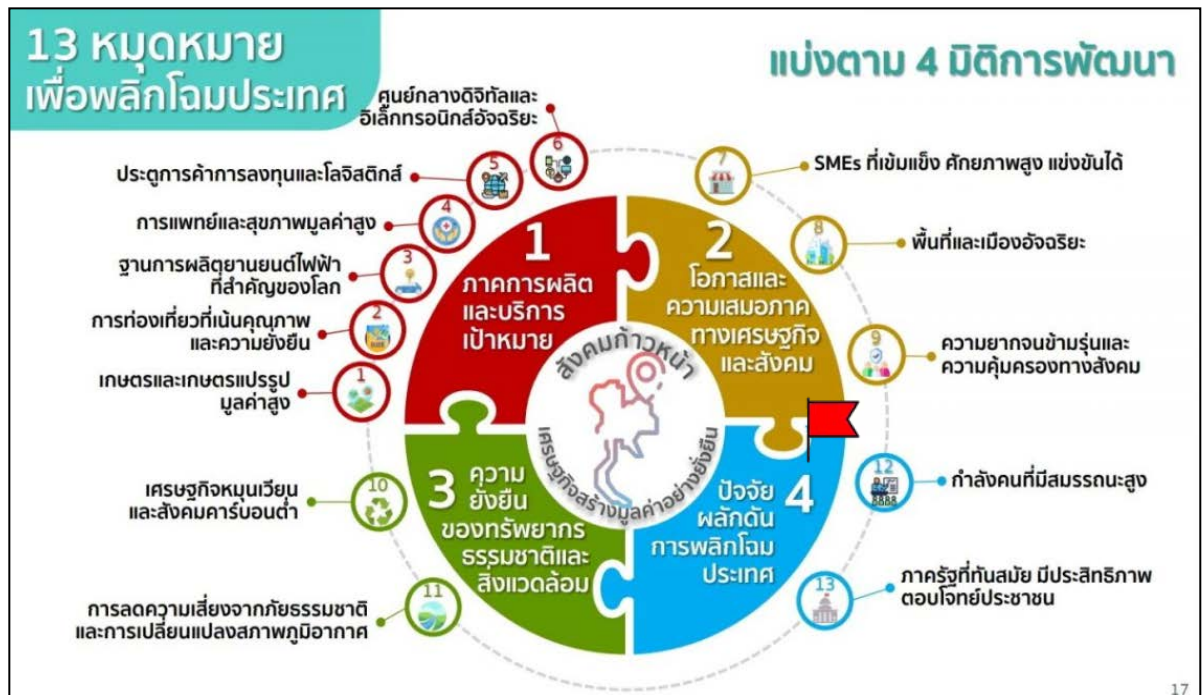 13 หมุดหมาย
เพื่อพลิกโฉมประเทศ
แบ่งตาม 4 มิติการพัฒนา
1
ภาคการผลิต
และบริการ
เป้าหมาย
1
เกษตรและเกษตรแปรรูป
มูลค่าสูง
2
การท่องเที่ยวที่เน้นคุณภาพ
และความยั่งยืน
3
ฐานการผลิตยานยนต์ไฟฟ้า
ที่สำคัญของโลก
4
การแพทย์และสุขภาพมูลค่าสูง
5
ประตูการค้าการลงทุนและโลจิสติกส์
6
ศูนย์กลางดิจิทัลและ
อิเล็กทรอนิกส์อัจฉริยะ
2
โอกาสและ
ความเสมอภาค
ทางเศรษฐกิจ
และสังคม
7
SMEs ที่เข้มแข็ง ศักยภาพสูง แข่งขันได้
8
พื้นที่และเมืองอัจฉริยะ
9
ความยากจนข้ามรุ่นและ
ความคุ้มครองทางสังคม
สังคมก้าวหน้า
เศรษฐกิจสร้างมูลค่าอย่างยั่งยืน
3 ความ
ยั่งยืน
ของทรัพยากร
ธรรมชาติและ
สิ่งแวดล้อม
10
เศรษฐกิจหมุนเวียน
และสังคมคาร์บอนต่ำ
11
การลดความเสี่ยงจากภัยธรรมชาติ
และการเปลี่ยนแปลงสภาพภูมิอากาศ
4
ปัจจัย
ผลักดัน
การพลิกโฉม
ประเทศ
12
กำลังคนที่มีสมรรถนะสูง
13
ภาครัฐที่ทันสมัย มีประสิทธิภาพ
ตอบโจทย์ประชาชน
17